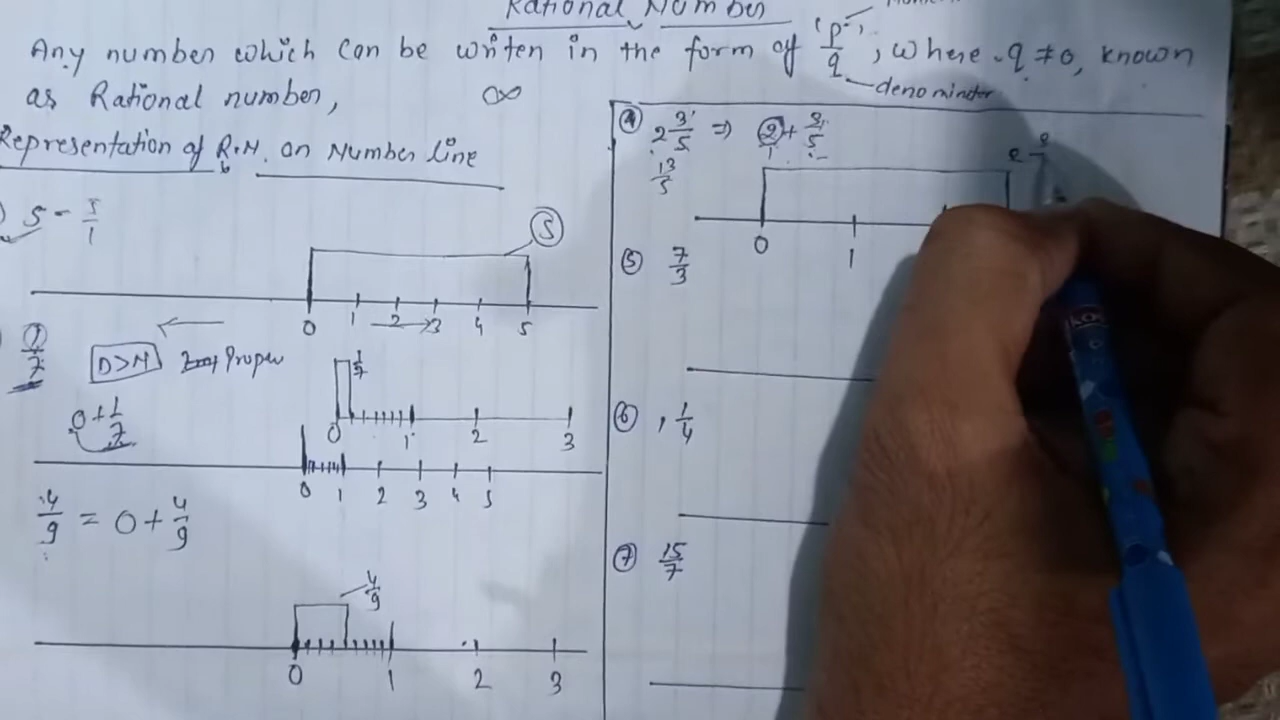 Rational Number
Any number which can be writen in the form of 'p'/q, where q ≠ 0, known
denominator
as Rational number, ∞
Representation of R.N. on Number line
5 - 5/1
5
0 1 2 3 4 5
1/7 D>N Proper
0+1/7
1/7
0 1 2 3
0 1 2 3 4 5
4/9 = 0+4/9
4/9
0 1 2 3
④ 2 3/5 ⇒ 2+3/5
13/5
0 1
⑤ 7/3
⑥ , 1/4
⑦ 15/7